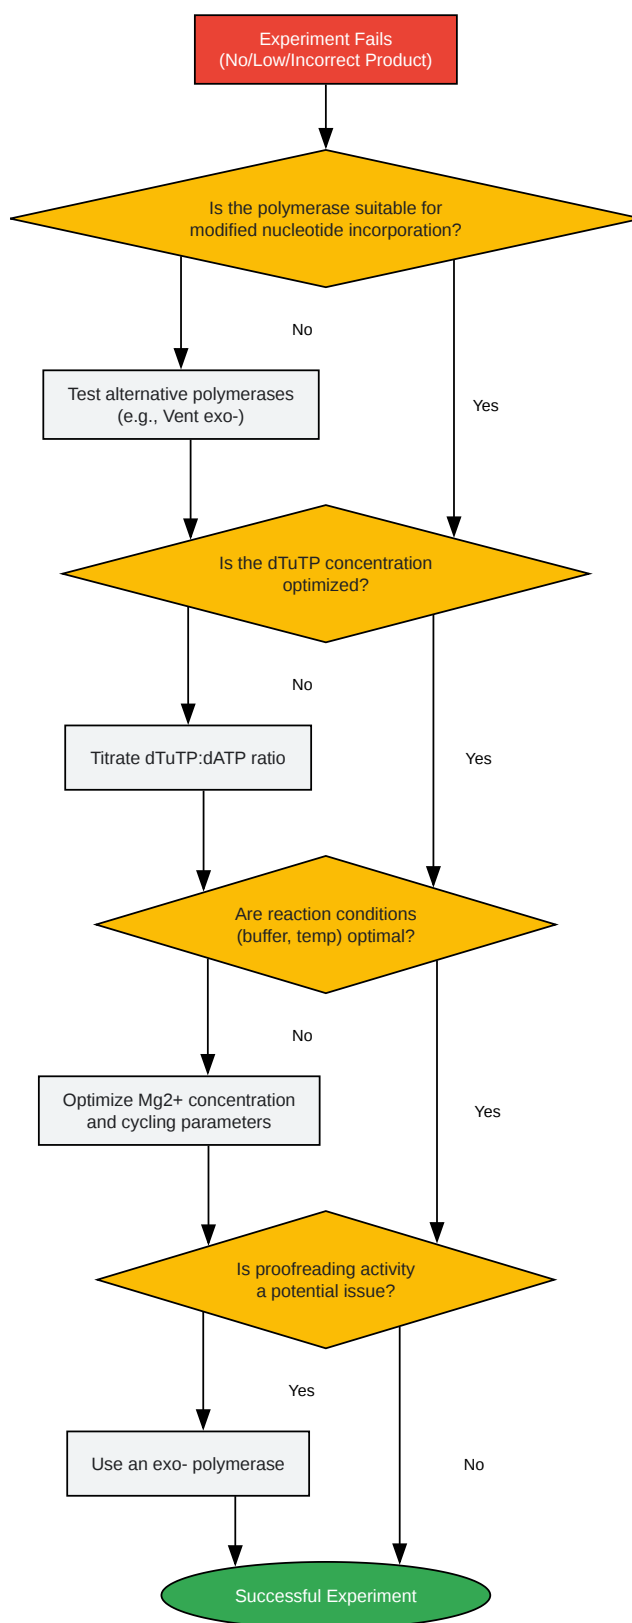 Experiment Fails
(No/Low/Incorrect Product)
Is the polymerase suitable for
modified nucleotide incorporation?
No
Test alternative polymerases
(e.g., Vent exo-)
Yes
Is the dTuTP concentration
optimized?
No
Titrate dTuTP:dATP ratio
Yes
Are reaction conditions
(buffer, temp) optimal?
No
Optimize Mg2+ concentration
and cycling parameters
Yes
Is proofreading activity
a potential issue?
Yes
Use an exo- polymerase
No
Successful Experiment